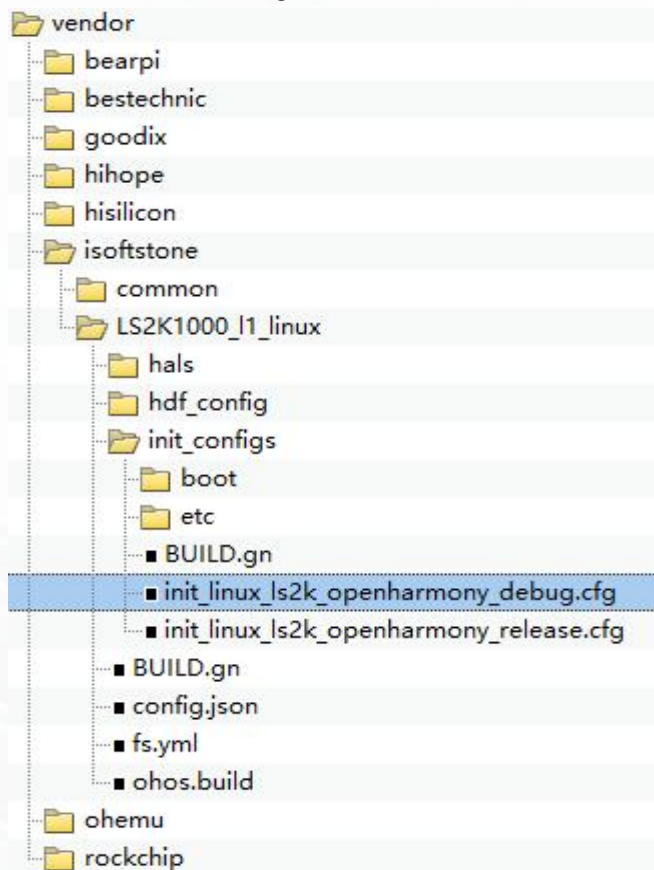 vendor
bearpi
bestechnic
goodix
hihope
hisilicon
isoftstone
common
LS2K1000_l1_linux
hals
hdf_config
init_configs
boot
etc
BUILD.gn
init_linux_ls2k_openharmony_debug.cfg
init_linux_ls2k_openharmony_release.cfg
BUILD.gn
config.json
fs.yml
ohos.build
ohemu
rockchip